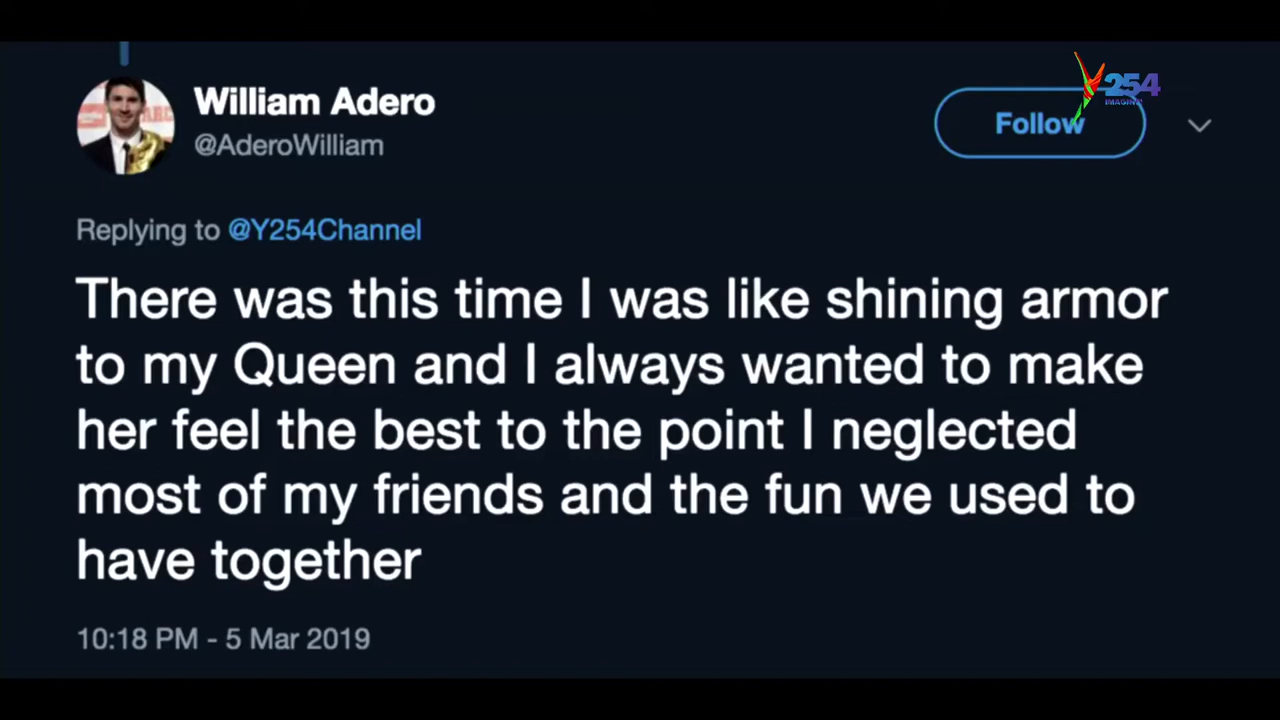 William Adero
@AderoWilliam
Follow
Y254
IMAGINE
Replying to @Y254Channel
There was this time I was like shining armor
to my Queen and I always wanted to make
her feel the best to the point I neglected
most of my friends and the fun we used to
have together
10:18 PM - 5 Mar 2019